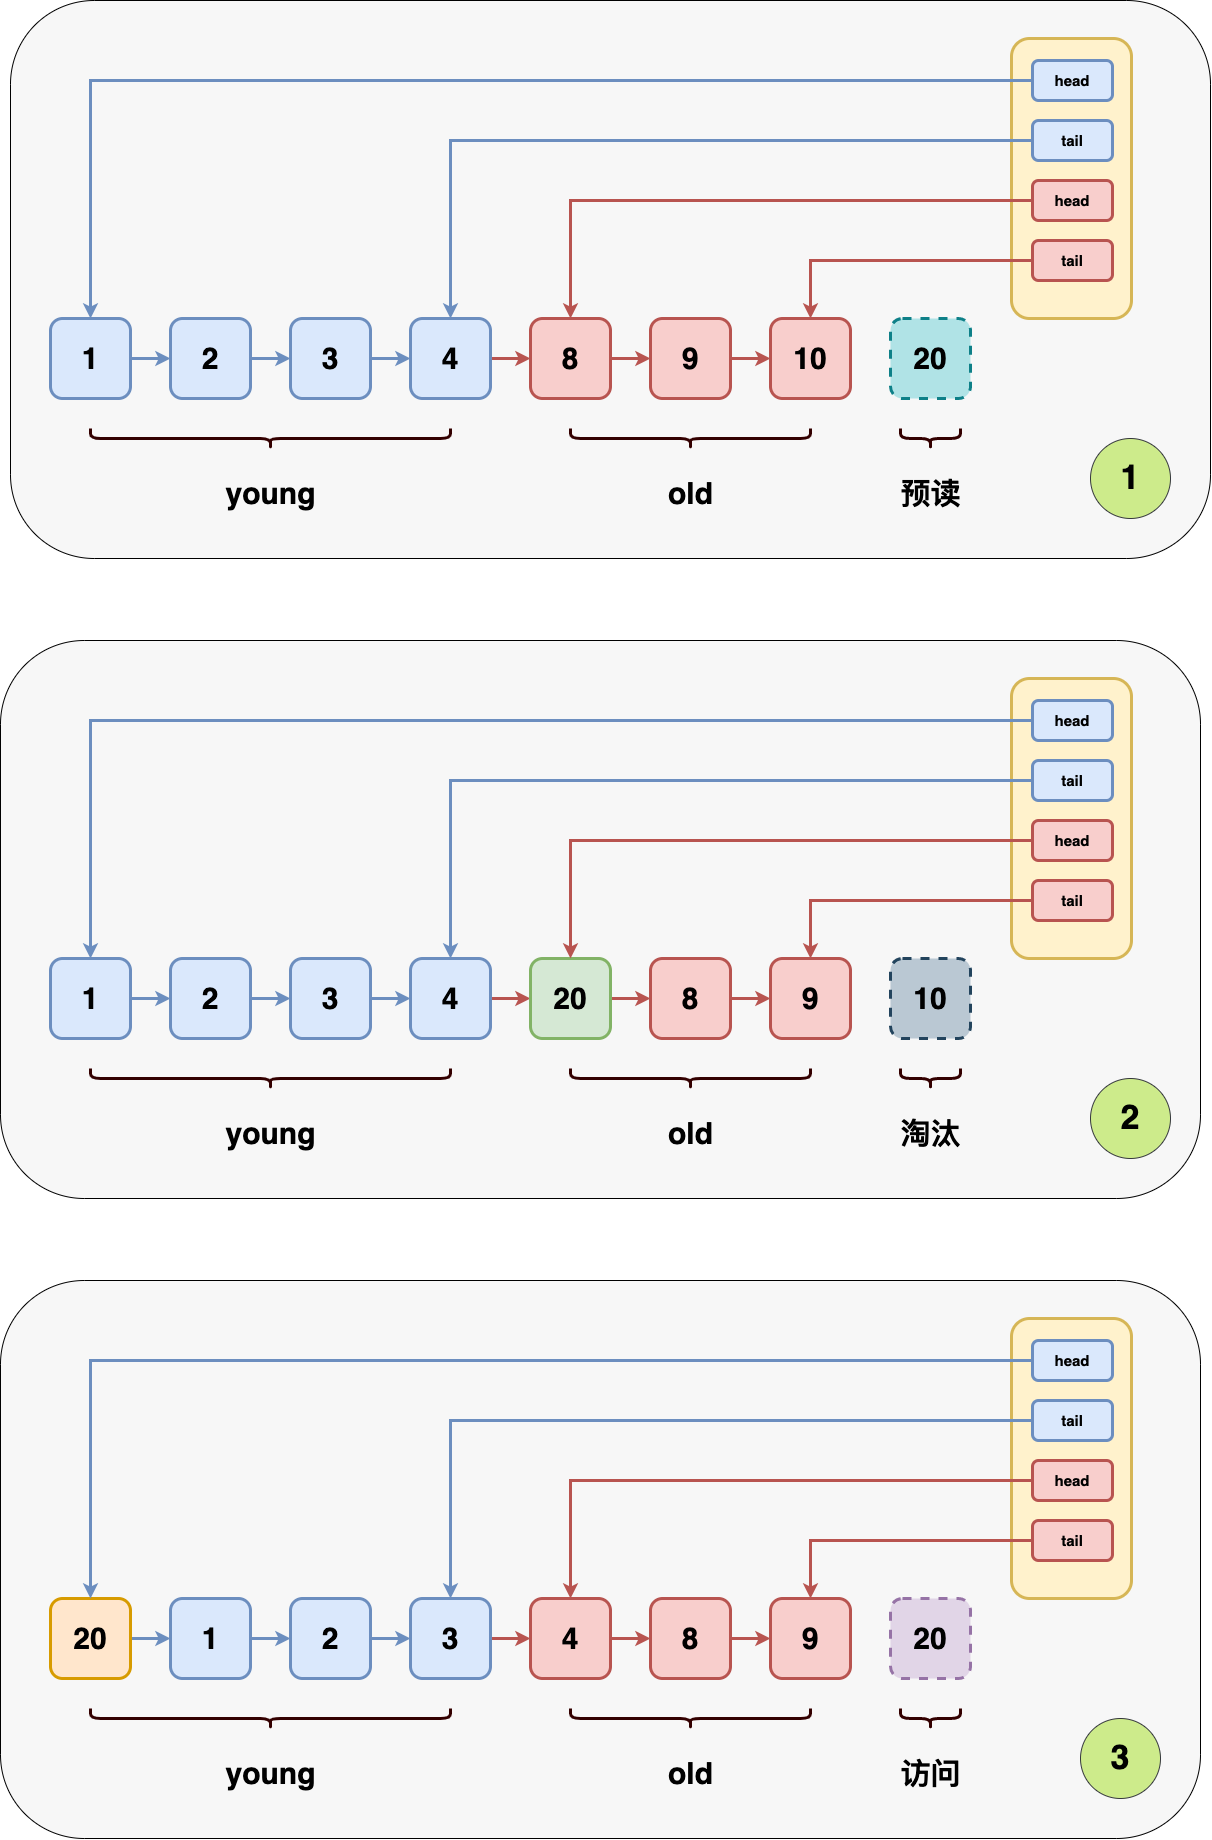 head
tail
head
tail
1 2 3 4 8 9 10 20
young old 预读
1
head
tail
head
tail
1 2 3 4 20 8 9 10
young old 淘汰
2
head
tail
head
tail
20 1 2 3 4 8 9 20
young old 访问
3